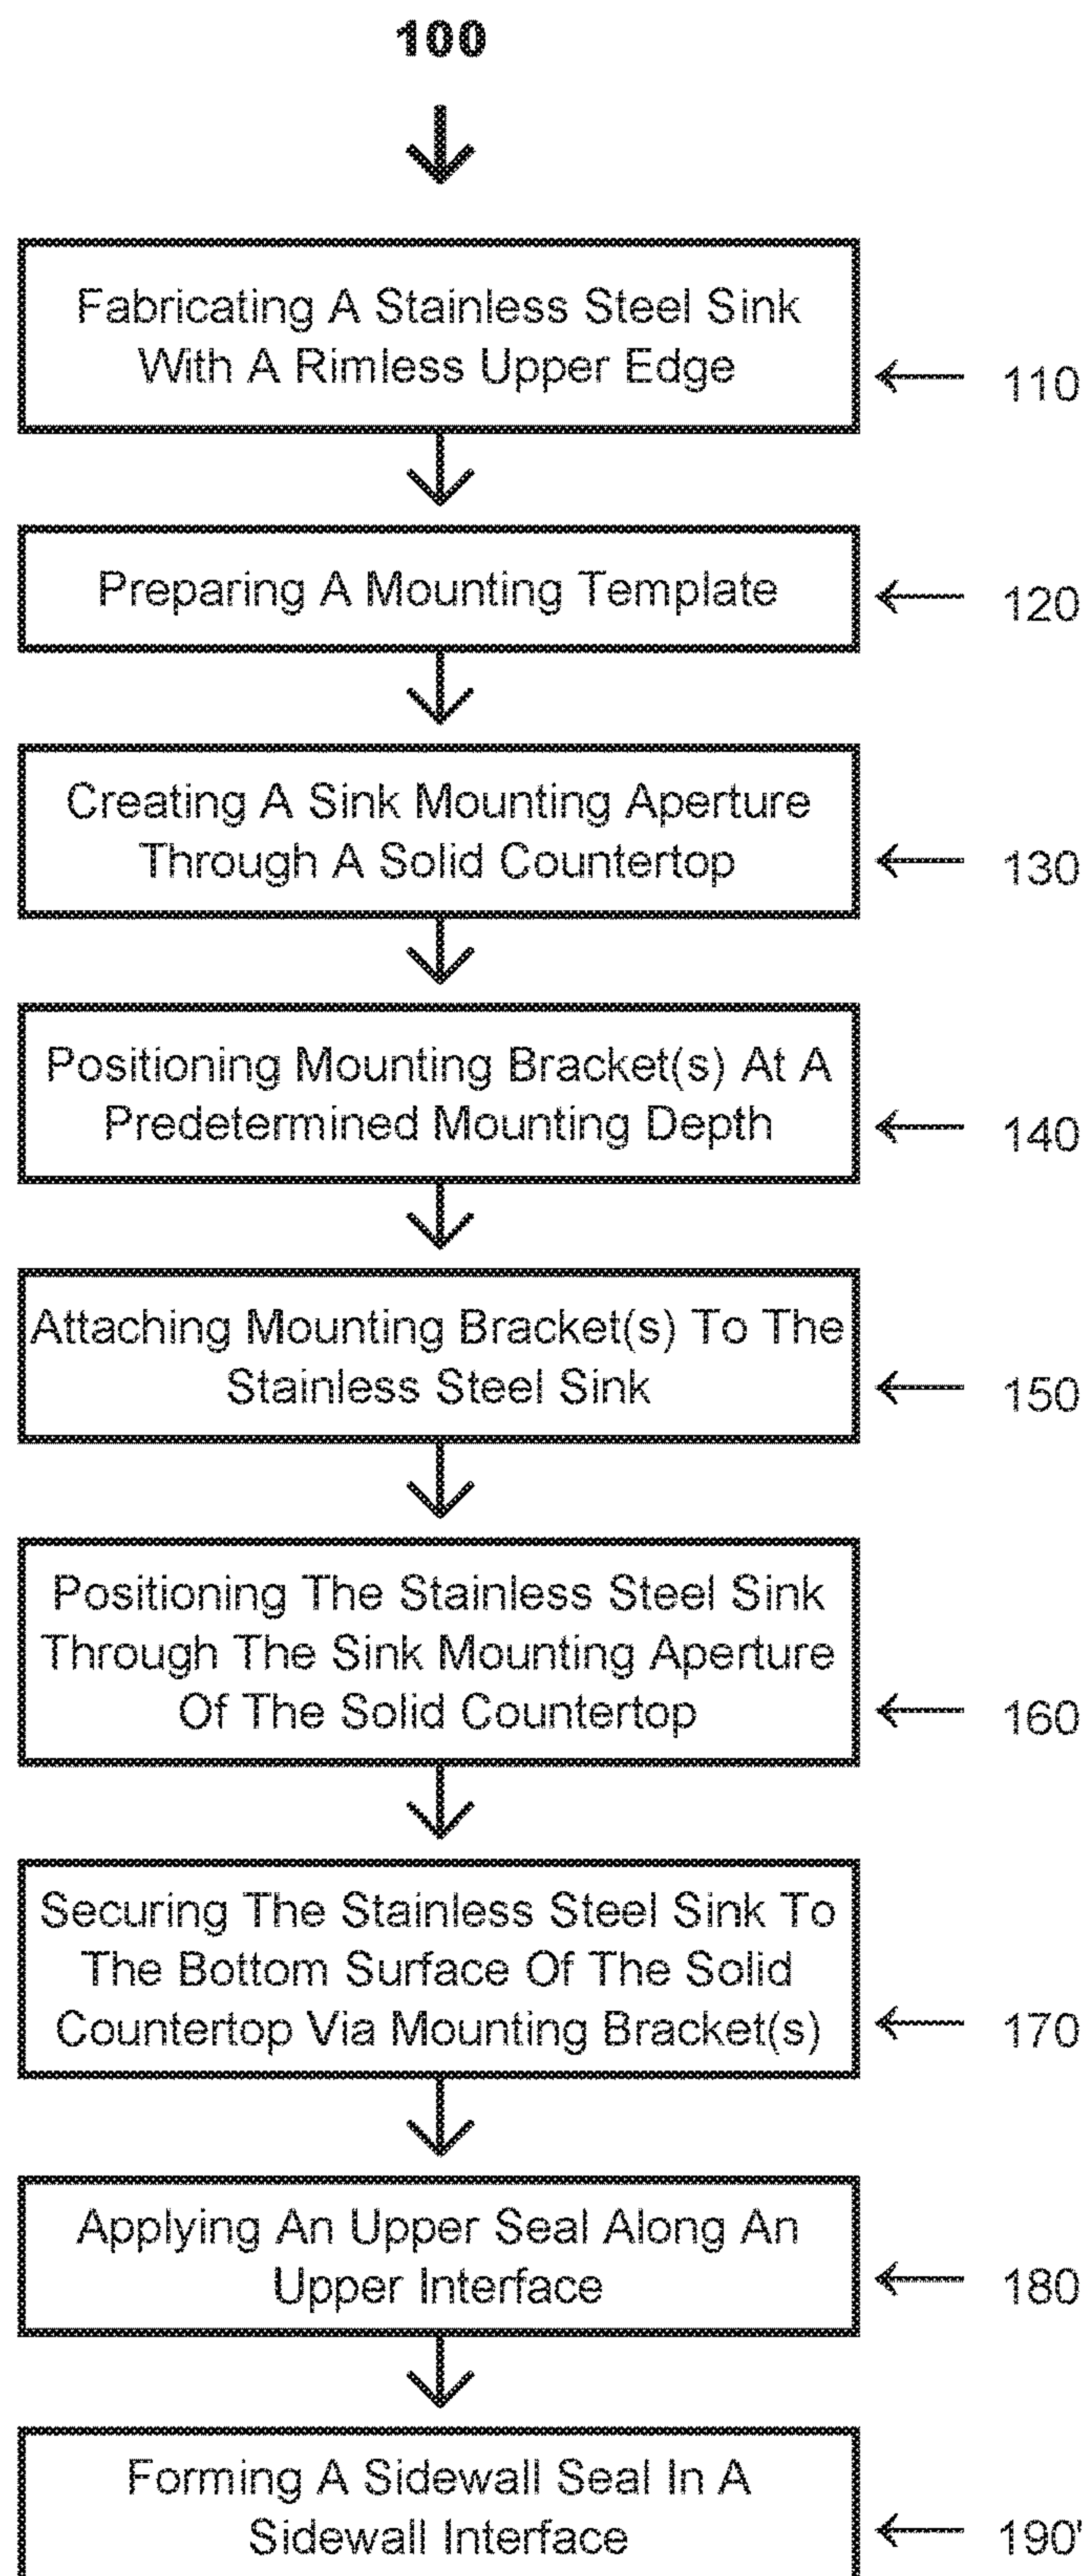 100
Fabricating A Stainless Steel Sink
With A Rimless Upper Edge
110
Preparing A Mounting Template
120
Creating A Sink Mounting Aperture
Through A Solid Countertop
130
Positioning Mounting Bracket(s) At A
Predetermined Mounting Depth
140
Attaching Mounting Bracket(s) To The
Stainless Steel Sink
150
Positioning The Stainless Steel Sink
Through The Sink Mounting Aperture
Of The Solid Countertop
160
Securing The Stainless Steel Sink To
The Bottom Surface Of The Solid
Countertop Via Mounting Bracket(s)
170
Applying An Upper Seal Along An
Upper Interface
180
Forming A Sidewall Seal In A
Sidewall Interface
190'